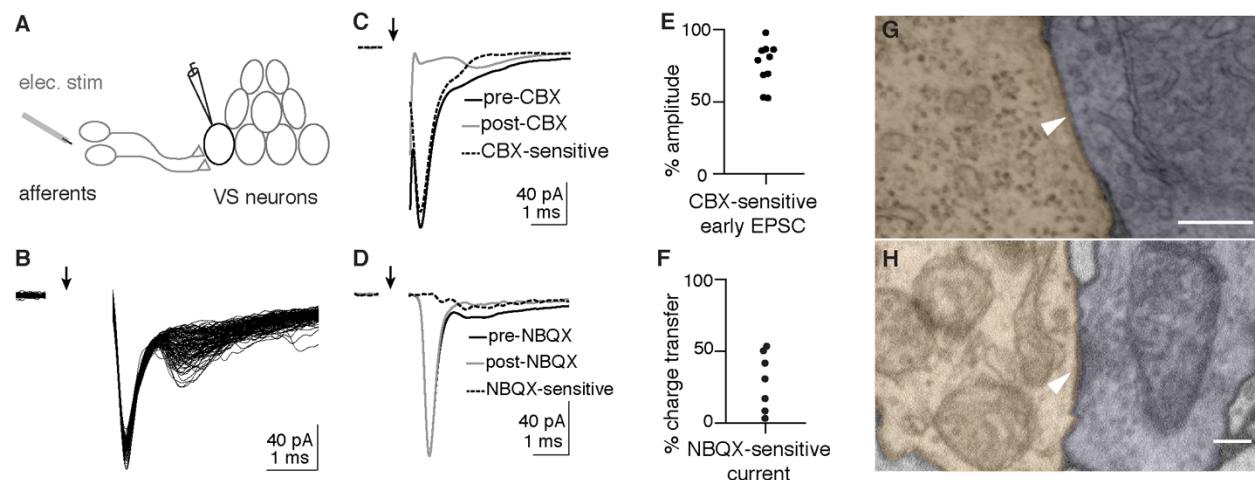 A
elec. stim
afferents
VS neurons
B
40 pA
1 ms
C
pre-CBX
post-CBX
CBX-sensitive
40 pA
1 ms
D
pre-NBQX
post-NBQX
NBQX-sensitive
40 pA
1 ms
E
% amplitude
100
50
0
CBX-sensitive
early EPSC
F
% charge transfer
100
50
0
NBQX-sensitive
current
G
H